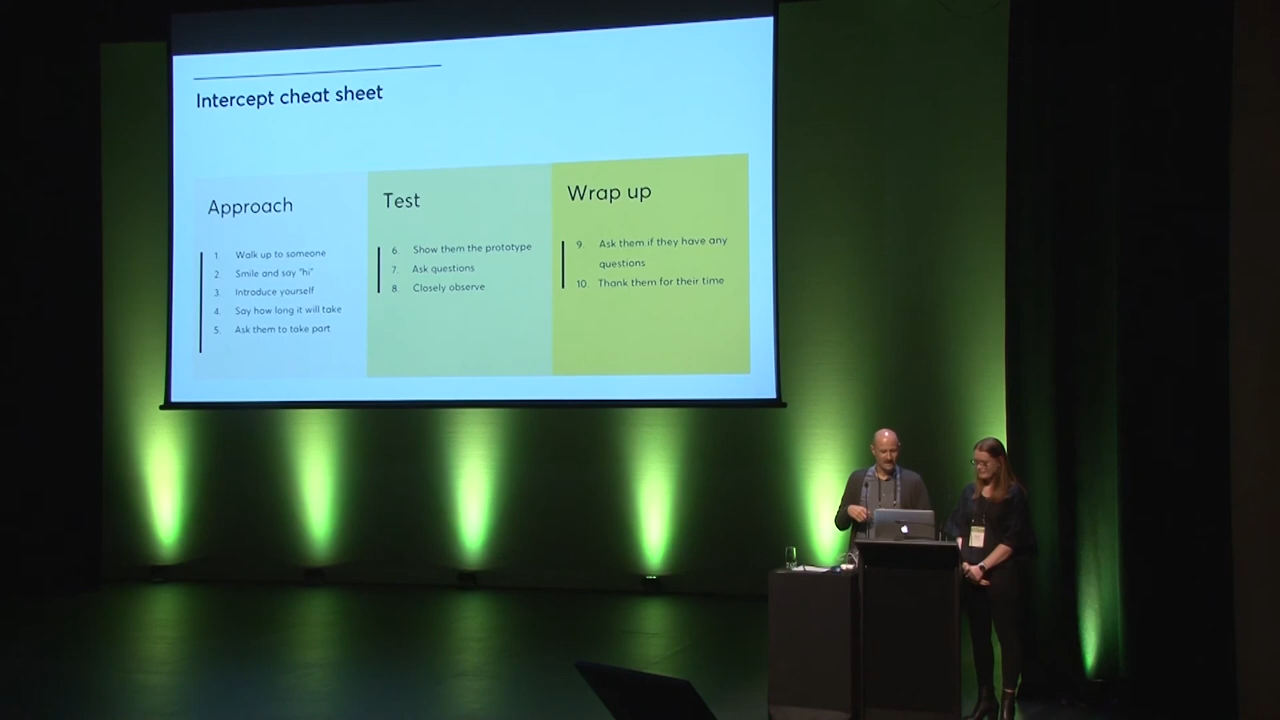 Intercept cheat sheet
Approach
1. Walk up to someone
2. Smile and say "hi"
3. Introduce yourself
4. Say how long it will take
5. Ask them to take part
Test
6. Show them the prototype
7. Ask questions
8. Closely observe
Wrap up
9. Ask them if they have any
questions
10. Thank them for their time